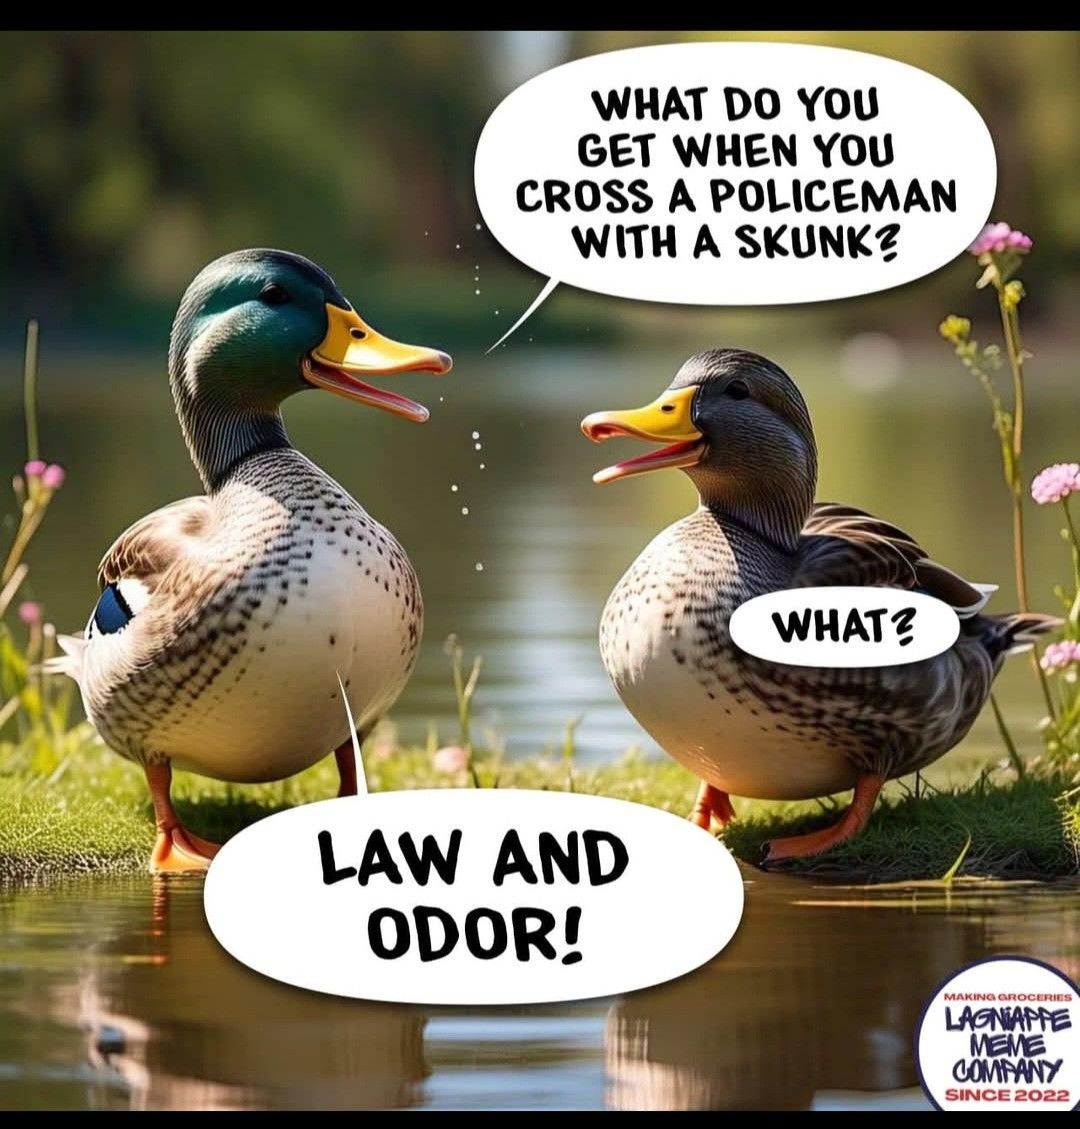 WHAT DO YOU
GET WHEN YOU
CROSS A POLICEMAN
WITH A SKUNK?
WHAT?
LAW AND
ODOR!
MAKING GROCERIES
LAGNIAPPE
MEME
COMPANY
SINCE 2022